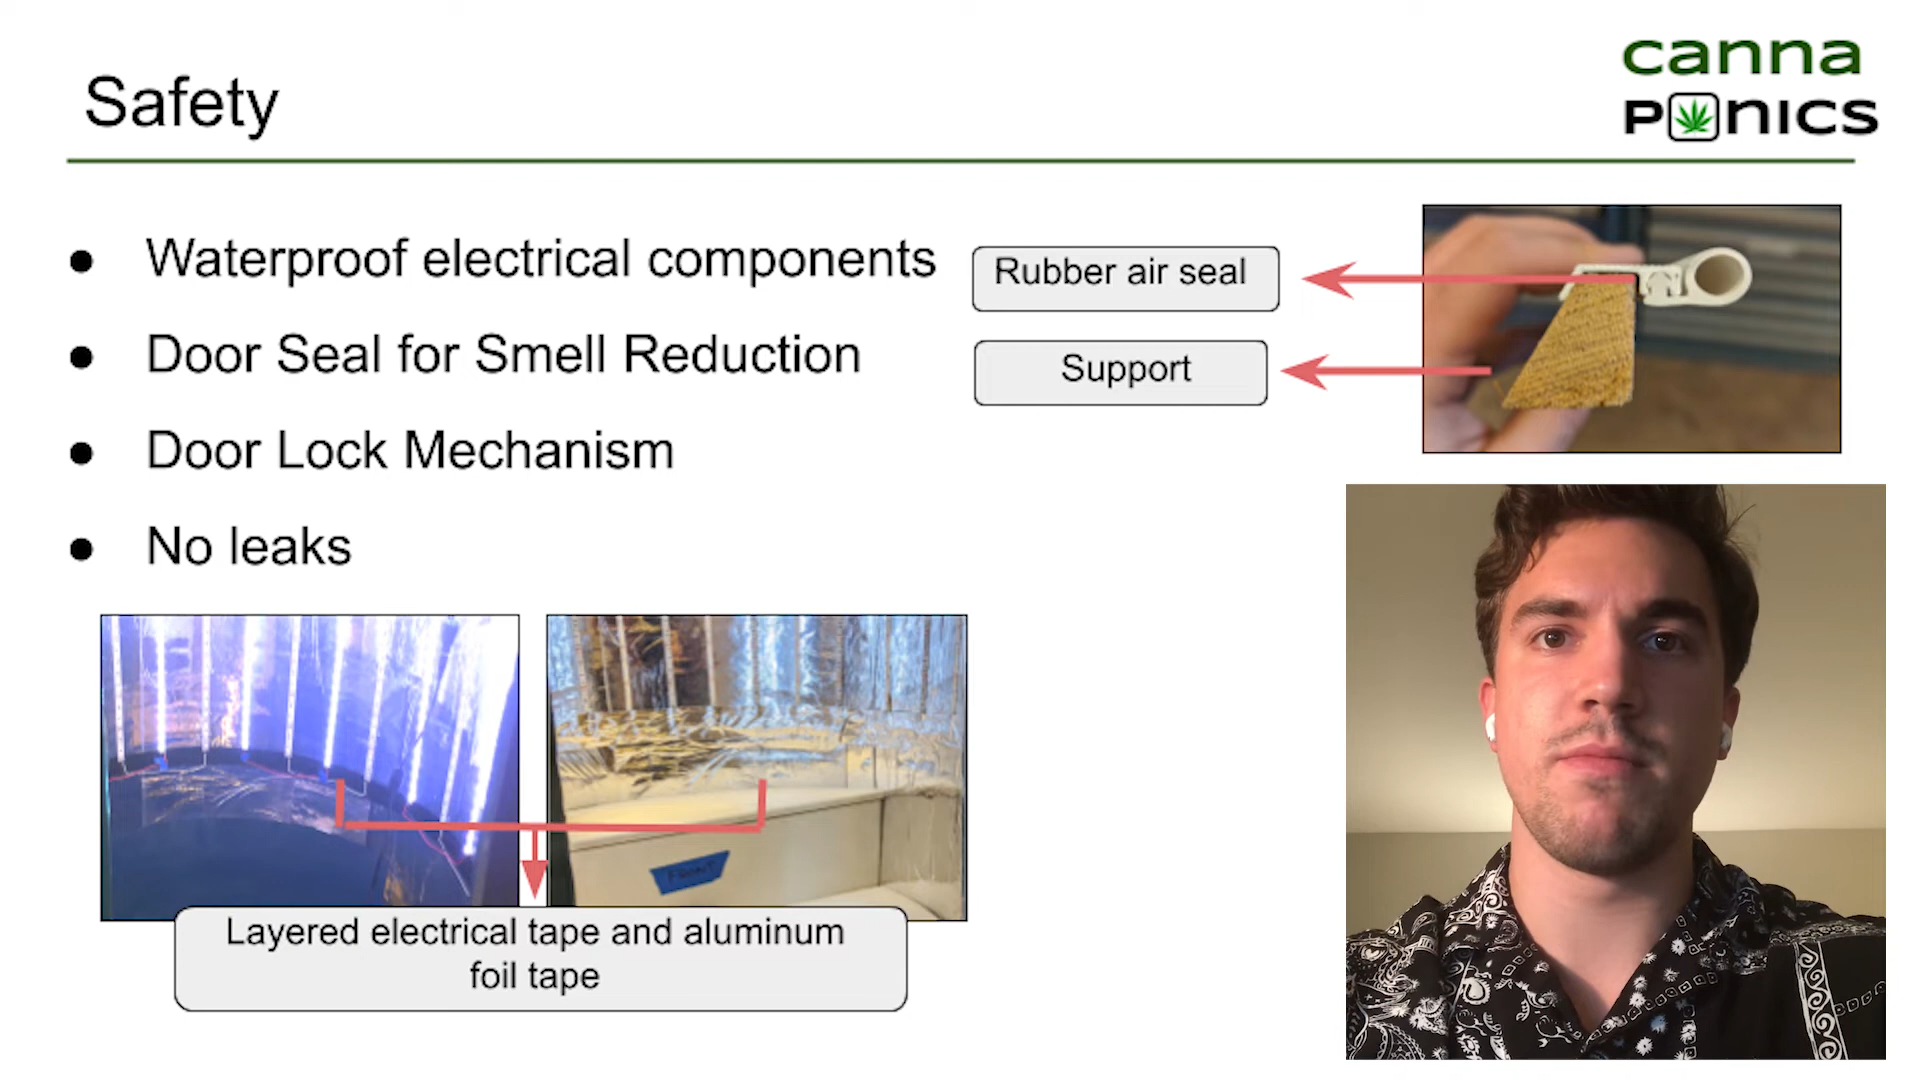 Safety
canna
PONICS
Waterproof electrical components
Door Seal for Smell Reduction
Door Lock Mechanism
No leaks
Rubber air seal
Support
Layered electrical tape and aluminum
foil tape